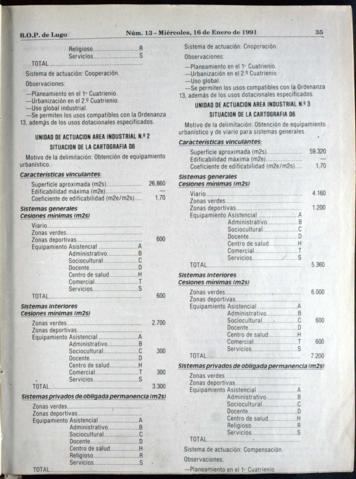 B.O.P. de Lugo
Núm. 13 - Miércoles, 16 de Enero de 1991
35
Religioso R
Servicios S
TOTAL
Sistema de actuación: Cooperación.
Observaciones:
—Planeamiento en el 1er Cuatrienio.
—Urbanización en el 2.º Cuatrienio.
—Uso global industrial.
—Se permiten los usos compatibles con la Ordenanza
13, además de los usos dotacionales especificados.
UNIDAD DE ACTUACION AREA INDUSTRIAL N.º 2
SITUACION DE LA CARTOGRAFIA 06
Motivo de la delimitación: Obtención de equipamiento
urbanístico.
Características vinculantes:
Superficie aproximada (m2s) 26.860
Edificabilidad máxima (m2e) —
Coeficiente de edificabilidad (m2e/m2s) 1,70
Sistemas generales
Cesiones mínimas (m2s)
Viario
Zonas verdes
Zonas deportivas 600
Equipamiento Asistencial A
Administrativo B
Sociocultural C
Docente D
Centro de salud H
Comercial T
Servicios S
TOTAL 600
Sistemas interiores
Cesiones mínimas (m2s)
Zonas verdes 2.700
Zonas deportivas
Equipamiento Asistencial A
Administrativo B
Sociocultural C 300
Docente D
Centro de salud H
Comercial T 300
Servicios S
TOTAL 3.300
Sistemas privados de obligada permanencia (m2s)
Zonas verdes
Zonas deportivas
Equipamiento Asistencial A
Administrativo B
Sociocultural C
Docente D
Centro de salud H
Religioso R
Servicios S
TOTAL
Sistema de actuación: Cooperación.
Observaciones:
—Planeamiento en el 1er Cuatrienio.
—Urbanización en el 2.º Cuatrienio.
—Uso global.
—Se permiten los usos compatibles con la Ordenanza
13, además de los usos dotacionales especificados.
UNIDAD DE ACTUACION AREA INDUSTRIAL N.º 3
SITUACION DE LA CARTOGRAFIA 06
Motivo de la delimitación: Obtención de equipamiento
urbanístico y de viario para sistemas generales.
Características vinculantes:
Superficie aproximada (m2s) 59.320
Edificabilidad máxima (m2e) —
Coeficiente de edificabilidad (m2e/m2s) 1,70
Sistemas generales
Cesiones mínimas (m2s)
Viario 4.160
Zonas verdes
Zonas deportivas 1.200
Equipamiento Asistencial A
Administrativo B
Sociocultural C
Docente D
Centro de salud H
Comercial T
Servicios S
TOTAL 5.360
Sistemas interiores
Cesiones mínimas (m2s)
Zonas verdes 6.000
Zonas deportivas
Equipamiento Asistencial A
Administrativo B
Sociocultural C 600
Docente D
Centro de salud H
Comercial T 600
Servicios S
TOTAL 7.200
Sistemas privados de obligada permanencia (m2s)
Zonas verdes
Zonas deportivas
Equipamiento Asistencial A
Administrativo B
Sociocultural C
Docente D
Centro de salud H
Religioso R
Servicios S
TOTAL
Sistema de actuación: Compensación.
Observaciones:
—Planeamiento en el 1er Cuatrienio